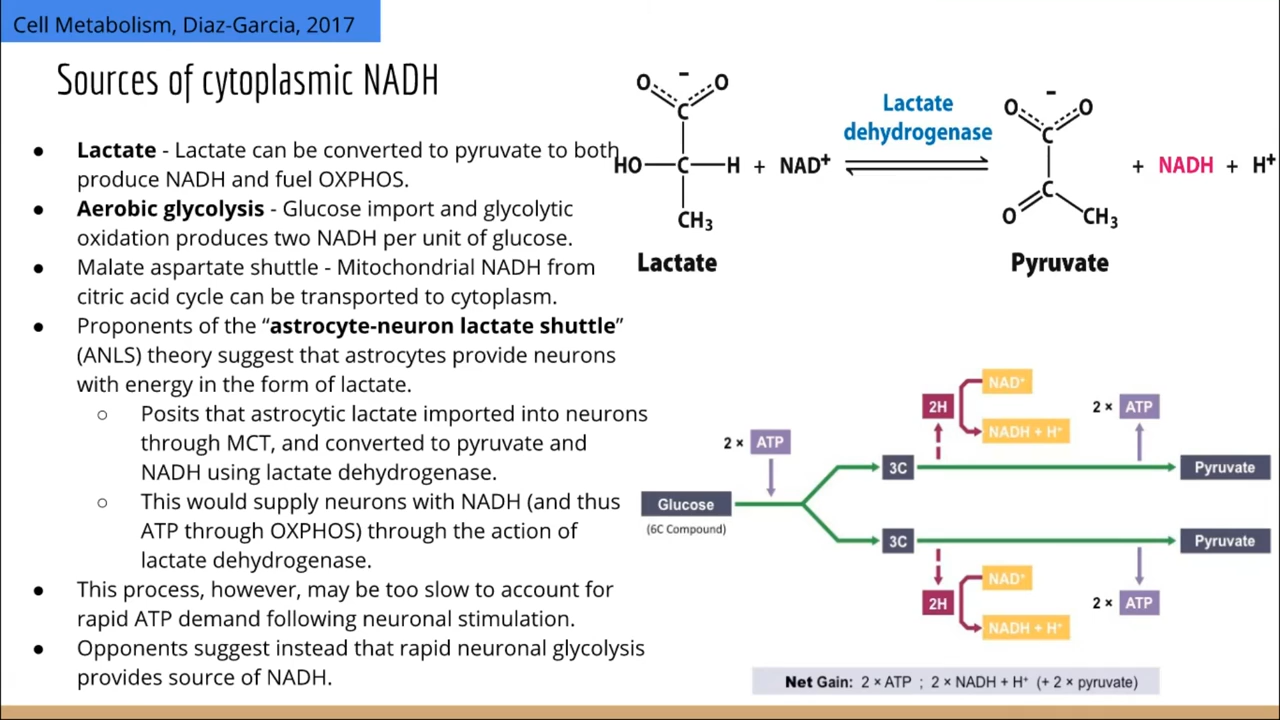 Cell Metabolism, Diaz-Garcia, 2017
Sources of cytoplasmic NADH
● Lactate - Lactate can be converted to pyruvate to both
produce NADH and fuel OXPHOS.
● Aerobic glycolysis - Glucose import and glycolytic
oxidation produces two NADH per unit of glucose.
● Malate aspartate shuttle - Mitochondrial NADH from
citric acid cycle can be transported to cytoplasm.
● Proponents of the “astrocyte-neuron lactate shuttle”
(ANLS) theory suggest that astrocytes provide neurons
with energy in the form of lactate.
○ Posits that astrocytic lactate imported into neurons
through MCT, and converted to pyruvate and
NADH using lactate dehydrogenase.
○ This would supply neurons with NADH (and thus
ATP through OXPHOS) through the action of
lactate dehydrogenase.
● This process, however, may be too slow to account for
rapid ATP demand following neuronal stimulation.
● Opponents suggest instead that rapid neuronal glycolysis
provides source of NADH.
O − O
C
HO C H + NAD⁺
CH₃
Lactate
Lactate
dehydrogenase
−
O O
C
C
O CH₃
Pyruvate
+ NADH + H⁺
NAD⁺
2H
NADH + H⁺
2 × ATP
2 × ATP
3C
Pyruvate
Glucose
(6C Compound)
3C
Pyruvate
NAD⁺
2H
NADH + H⁺
2 × ATP
Net Gain: 2 × ATP ; 2 × NADH + H⁺ (+ 2 × pyruvate)